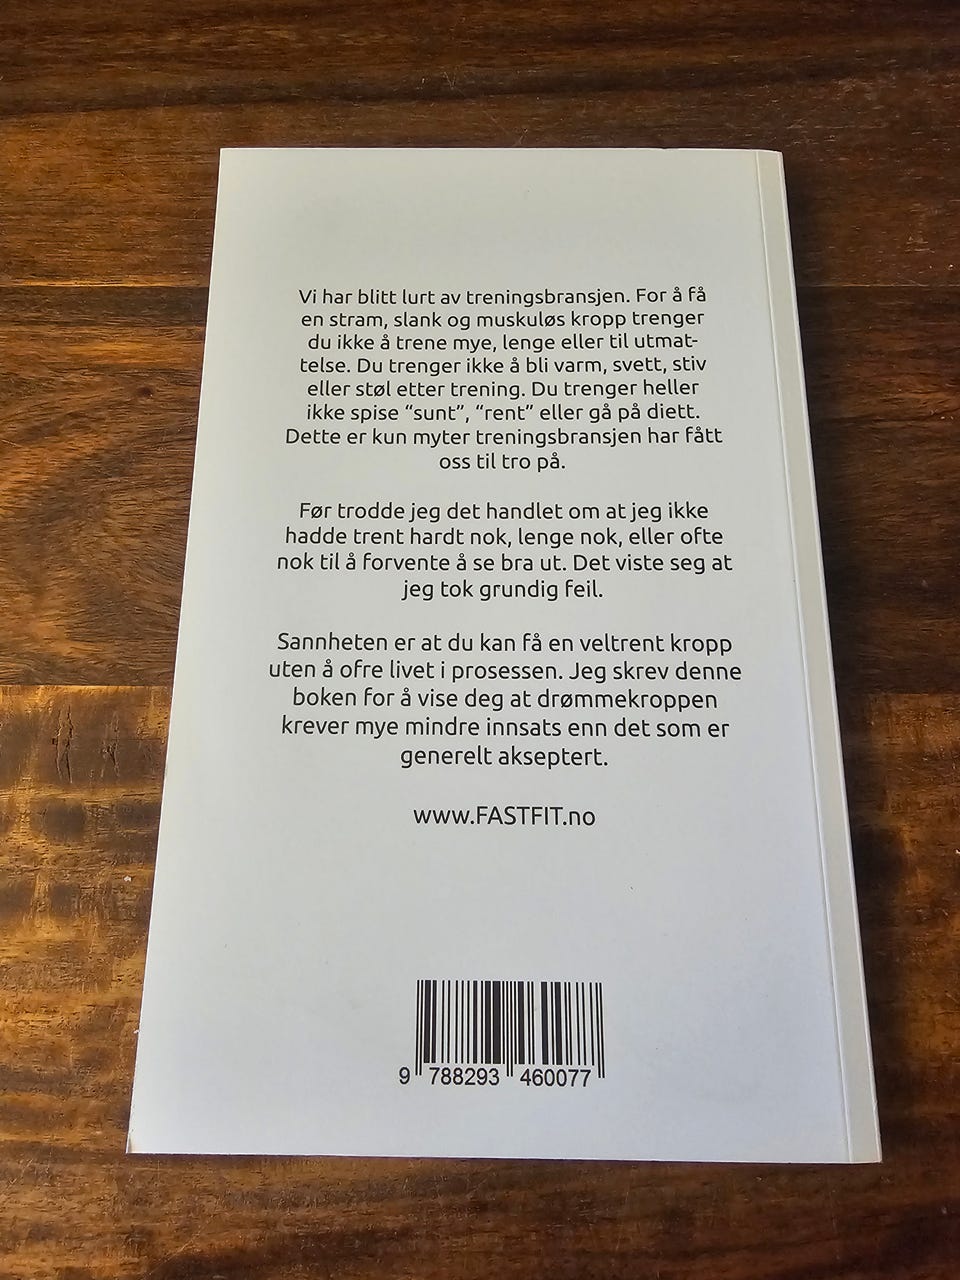 Vi har blitt lurt av treningsbransjen. For å få
en stram, slank og muskuløs kropp trenger
du ikke å trene mye, lenge eller til utmat-
telse. Du trenger ikke å bli varm, svett, stiv
eller støl etter trening. Du trenger heller
ikke spise “sunt”, “rent” eller gå på diett.
Dette er kun myter treningsbransjen har fått
oss til tro på.
Før trodde jeg det handlet om at jeg ikke
hadde trent hardt nok, lenge nok, eller ofte
nok til å forvente å se bra ut. Det viste seg at
jeg tok grundig feil.
Sannheten er at du kan få en veltrent kropp
uten å ofre livet i prosessen. Jeg skrev denne
boken for å vise deg at drømmekroppen
krever mye mindre innsats enn det som er
generelt akseptert.
www.FASTFIT.no
9 788293 460077